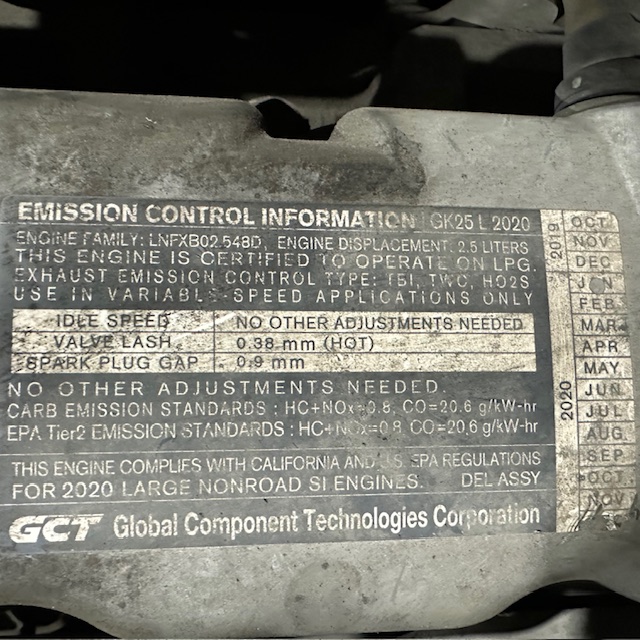 EMISSION CONTROL INFORMATION GK25 L 2020
ENGINE FAMILY: LNFXB02.548D, ENGINE DISPLACEMENT: 2.5 LITERS
THIS ENGINE IS CERTIFIED TO OPERATE ON LPG.
EXHAUST EMISSION CONTROL TYPE: TBI, TWC, HO2S
USE IN VARIABLE-SPEED APPLICATIONS ONLY
IDLE SPEED NO OTHER ADJUSTMENTS NEEDED
VALVE LASH 0.38 mm (HOT)
SPARK PLUG GAP 0.9 mm
NO OTHER ADJUSTMENTS NEEDED.
CARB EMISSION STANDARDS : HC+NOx=0.8, CO=20.6 g/kW-hr
EPA Tier2 EMISSION STANDARDS : HC+NOx=0.8, CO=20.6 g/kW-hr
THIS ENGINE COMPLIES WITH CALIFORNIA AND U.S. EPA REGULATIONS
FOR 2020 LARGE NONROAD SI ENGINES. DEL ASSY
GCT Global Component Technologies Corporation
2019
OCT
NOV
DEC
2020
JAN
FEB
MAR
APR
MAY
JUN
JUL
AUG
SEP
OCT
NOV